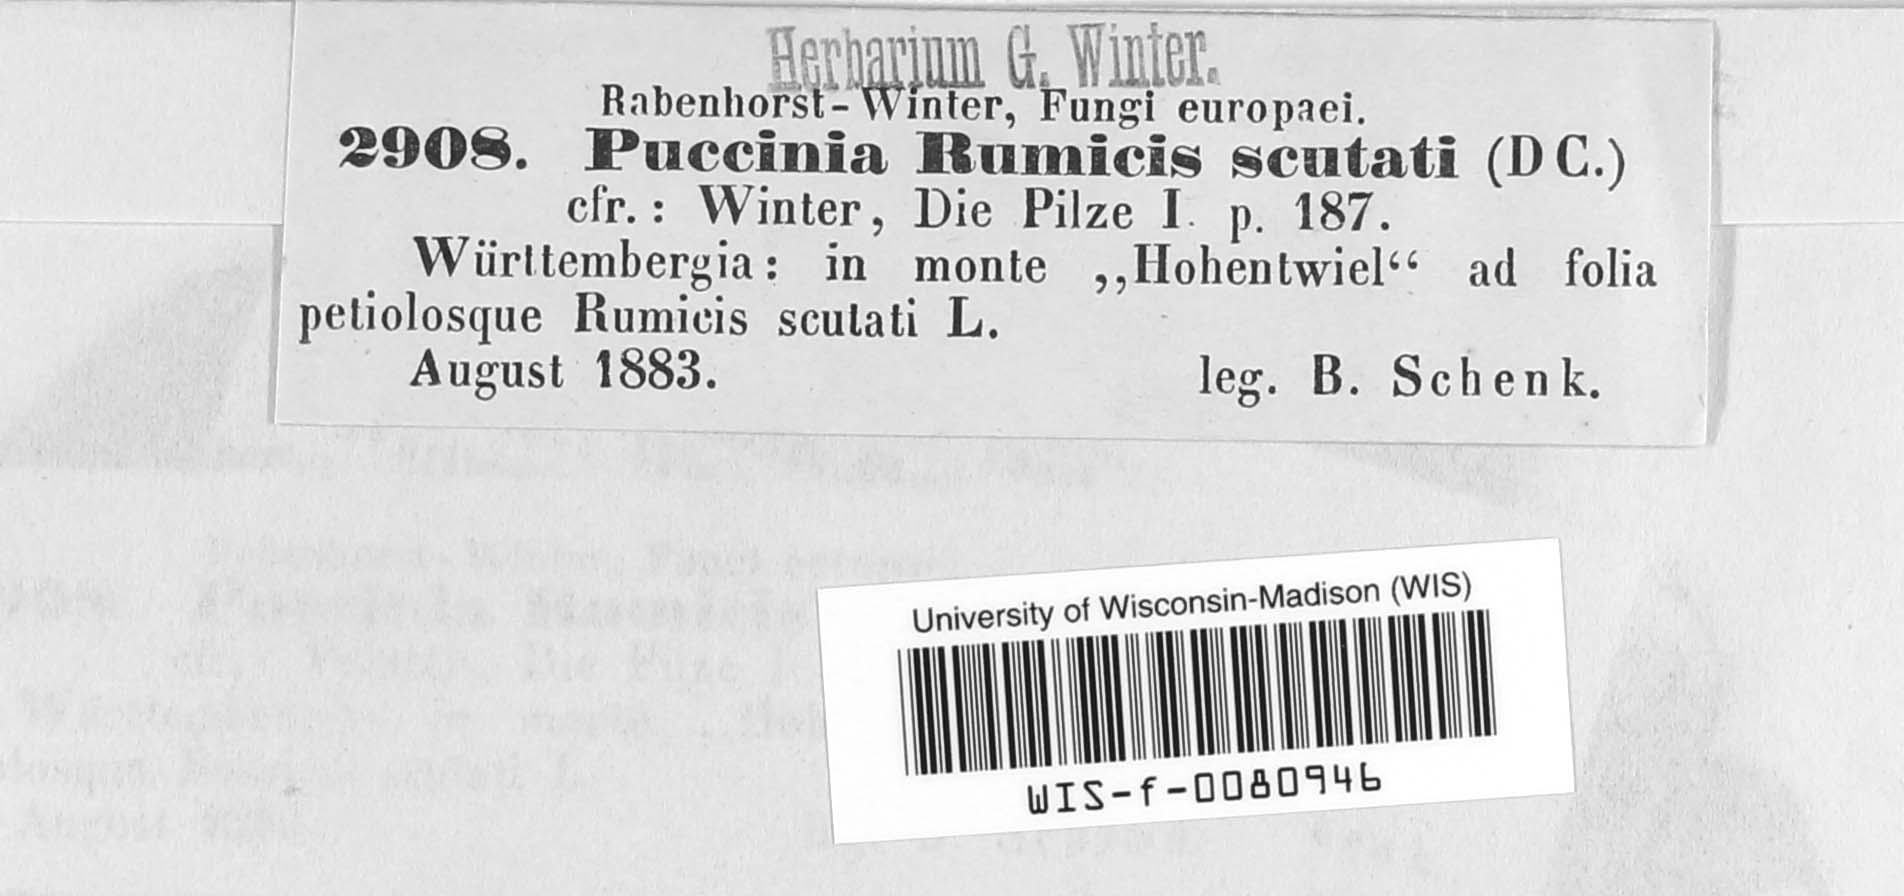 Herbarium G. Winter.
Rabenhorst-Winter, Fungi europaei.
2908. Puccinia Rumicis scutati (DC.)
cfr.: Winter, Die Pilze I. p. 187.
Württembergia: in monte ,,Hohentwiel“ ad folia
petiolosque Rumicis scutati L.
August 1883. leg. B. Schenk.
University of Wisconsin-Madison (WIS)
WIS-f-0080946